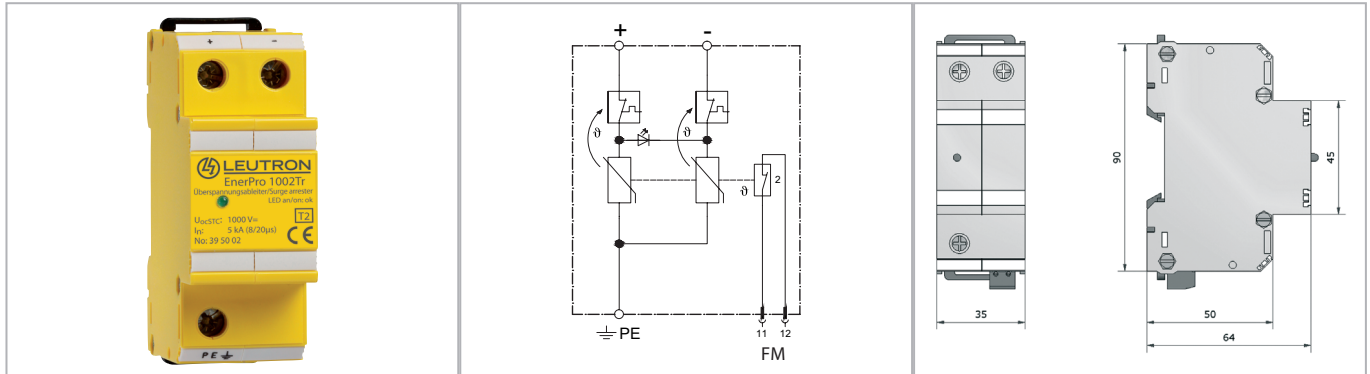 + -
LEUTRON
EnerPro 1002Tr
Überspannungsableiter/Surge arrester
LED an/on: ok
UocSTC: 1000 V⎓
T2
In: 5 kA (8/20µs)
No: 39 50 02
CE
PE ⏚
+ -
ϑ
ϑ
ϑ
2
⏚ PE
11 12
FM
35
90
45
50
64